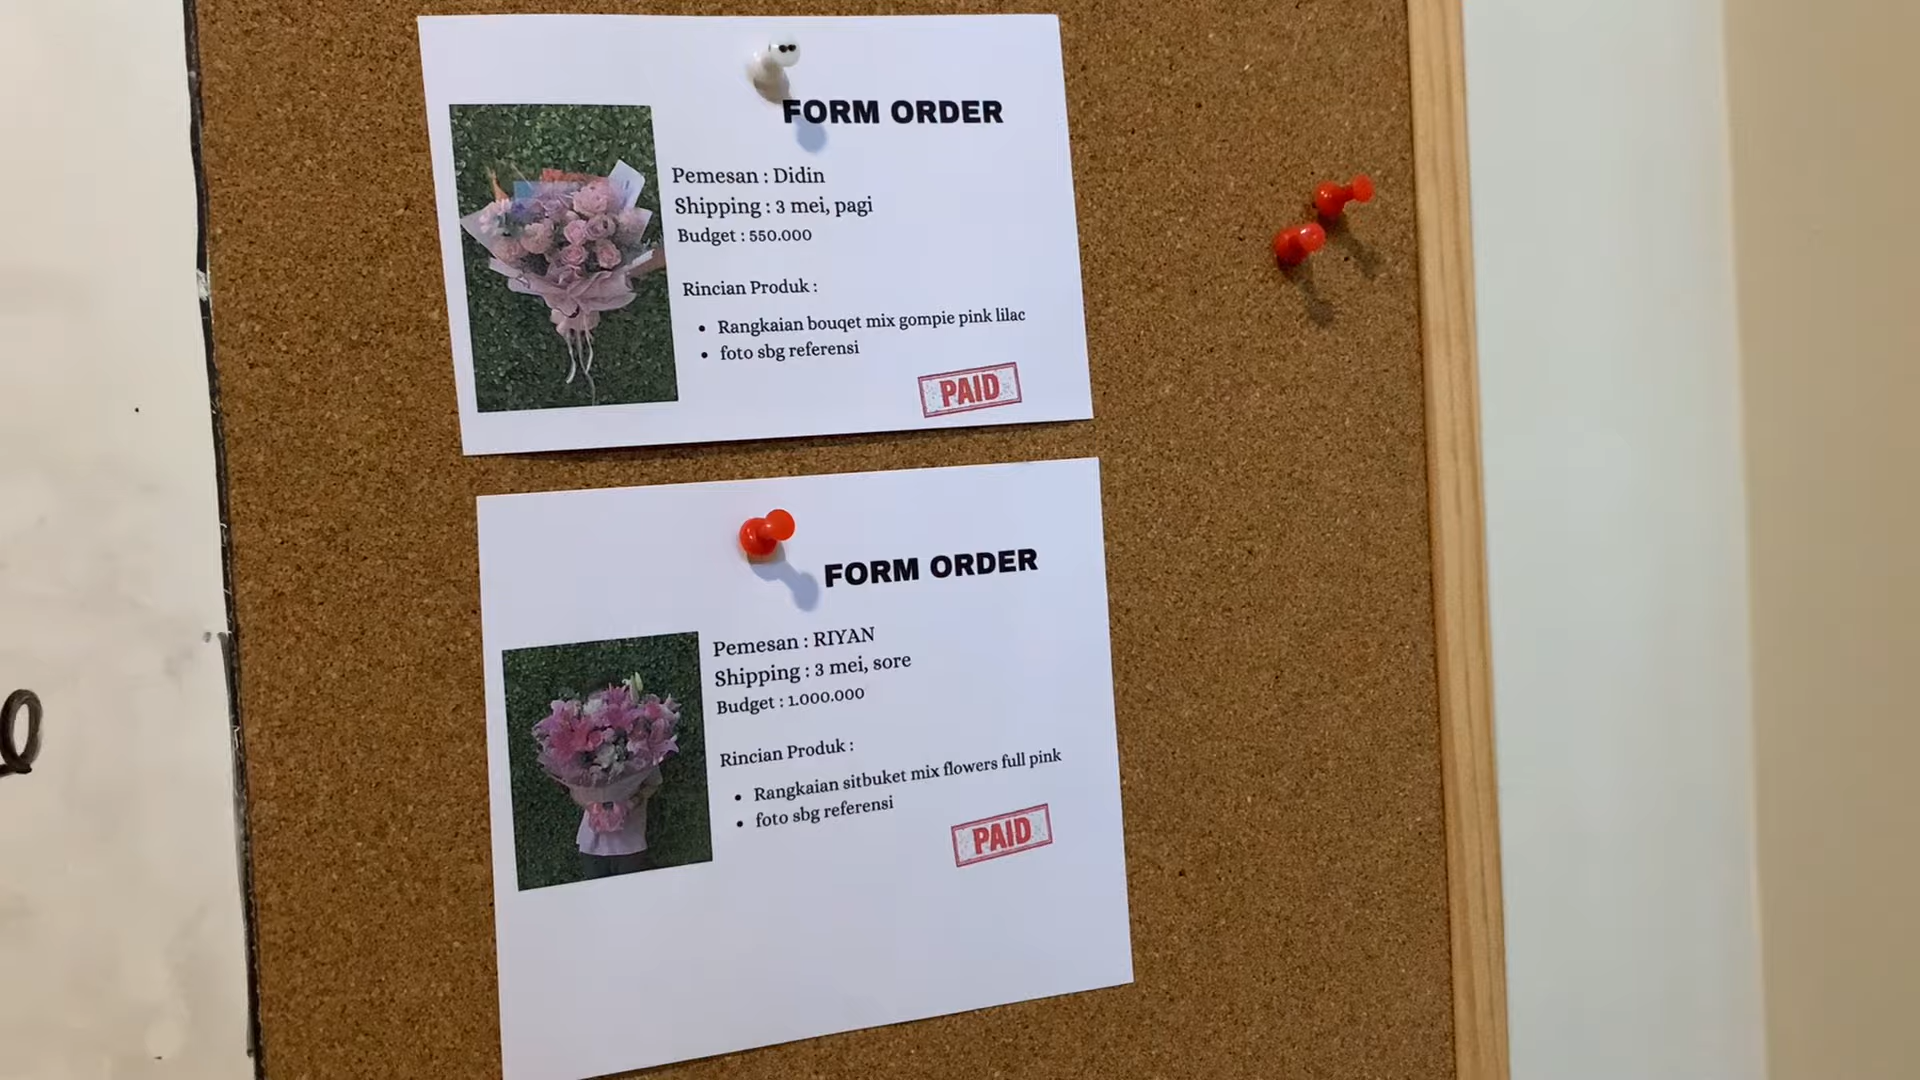 FORM ORDER
Pemesan : Didin
Shipping : 3 mei, pagi
Budget : 550.000
Rincian Produk :
• Rangkaian bouqet mix gompie pink lilac
• foto sbg referensi
PAID
FORM ORDER
Pemesan : RIYAN
Shipping : 3 mei, sore
Budget : 1.000.000
Rincian Produk :
• Rangkaian sitbuket mix flowers full pink
• foto sbg referensi
PAID